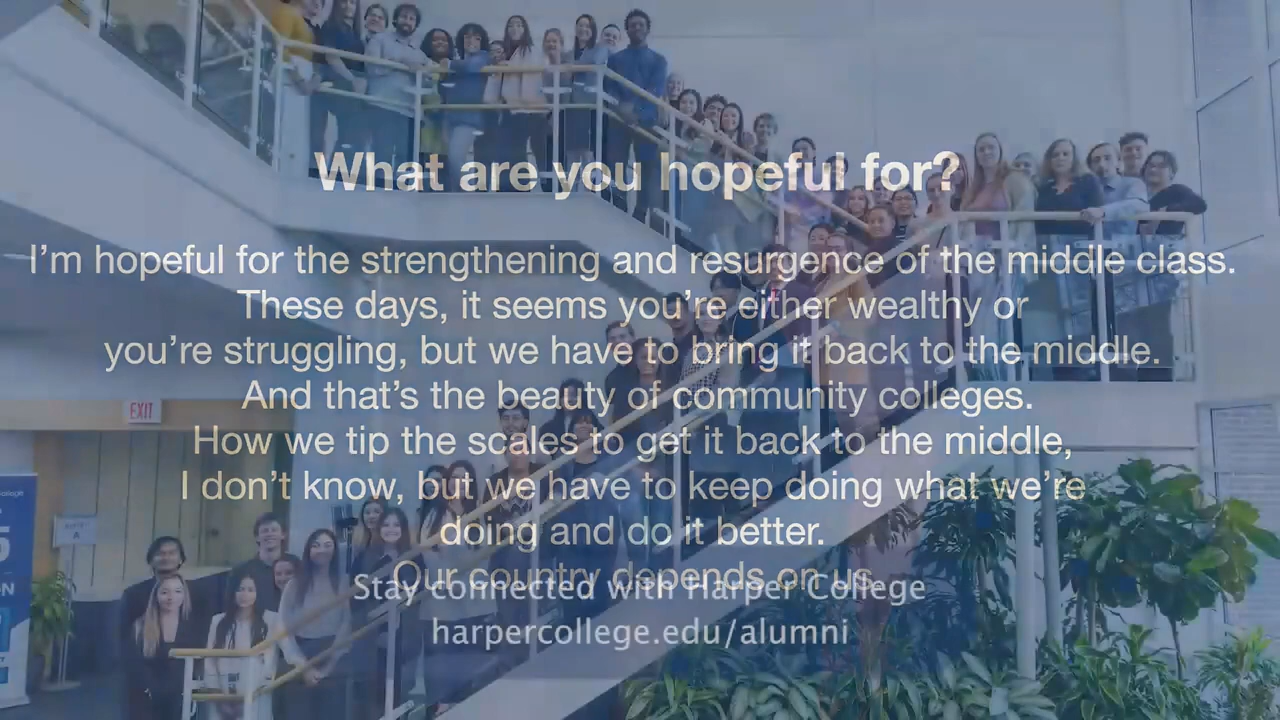 What are you hopeful for?
I'm hopeful for the strengthening and resurgence of the middle class.
These days, it seems you're either wealthy or
you're struggling, but we have to bring it back to the middle.
And that's the beauty of community colleges.
How we tip the scales to get it back to the middle,
I don't know, but we have to keep doing what we're
doing and do it better.
Our country depends on us.
Stay connected with Harper College
harpercollege.edu/alumni
EXIT
A